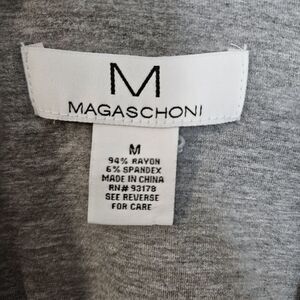 M
MAGASCHONI
M
94% RAYON
6% SPANDEX
MADE IN CHINA
RN# 93178
SEE REVERSE
FOR CARE